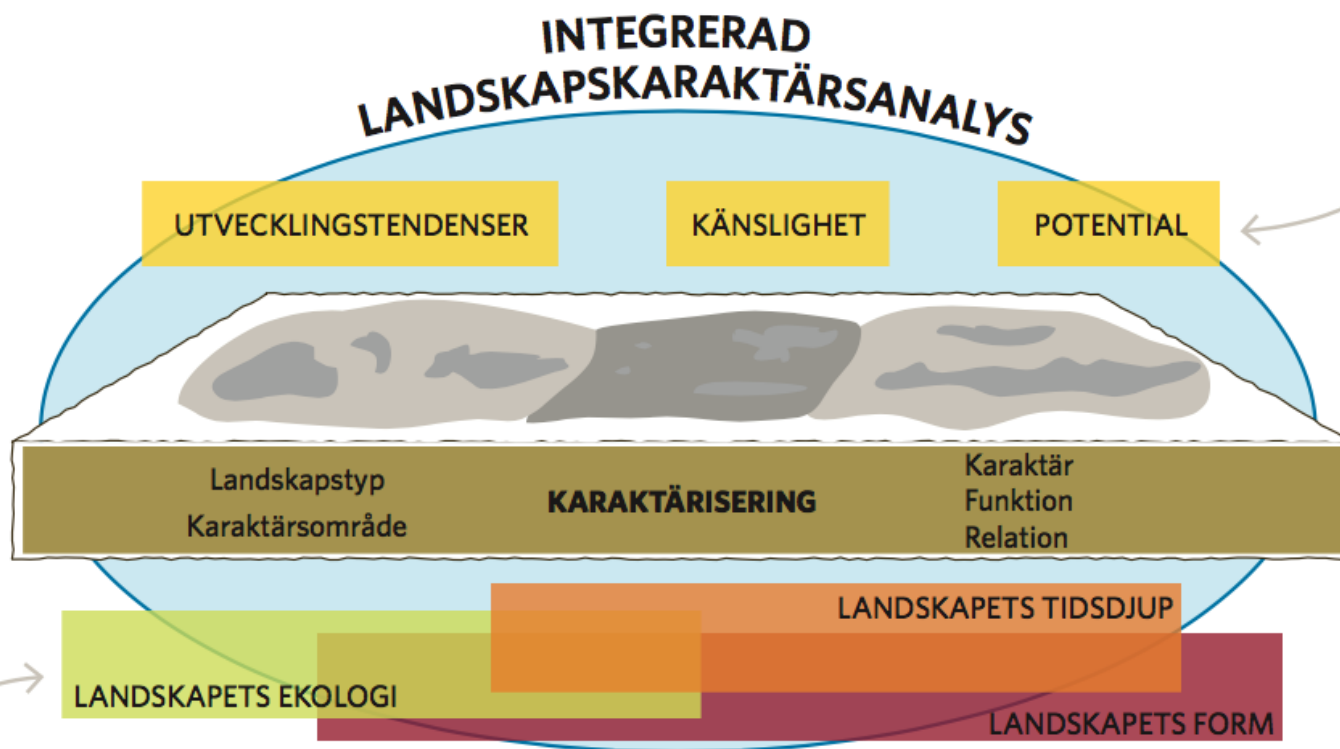 INTEGRERAD
LANDSKAPSKARAKTÄRSANALYS
UTVECKLINGSTENDENSER
KÄNSLIGHET
POTENTIAL
Landskapstyp
Karaktärsområde
KARAKTÄRISERING
Karaktär
Funktion
Relation
LANDSKAPETS TIDSDJUP
LANDSKAPETS EKOLOGI
LANDSKAPETS FORM